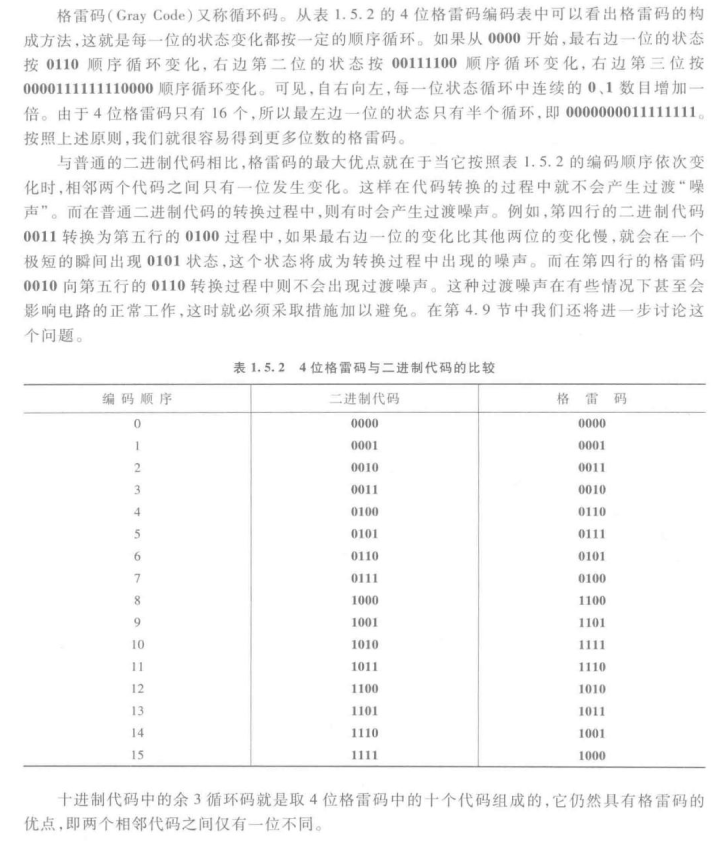 格雷码(Gray Code)又称循环码。从表 1.5.2 的 4 位格雷码编码表中可以看出格雷码的构
成方法,这就是每一位的状态变化都按一定的顺序循环。如果从 0000 开始,最右边一位的状态
按 0110 顺序循环变化,右边第二位的状态按 00111100 顺序循环变化,右边第三位按
0000111111110000 顺序循环变化。可见,自右向左,每一位状态循环中连续的 0、1 数目增加一
倍。由于 4 位格雷码只有 16 个,所以最左边一位的状态只有半个循环,即 0000000011111111。
按照上述原则,我们就很容易得到更多位数的格雷码。
与普通的二进制代码相比,格雷码的最大优点就在于当它按照表 1.5.2 的编码顺序依次变
化时,相邻两个代码之间只有一位发生变化。这样在代码转换的过程中就不会产生过渡“噪
声”。而在普通二进制代码的转换过程中,则有时会产生过渡噪声。例如,第四行的二进制代码
0011 转换为第五行的 0100 过程中,如果最右边一位的变化比其他两位的变化慢,就会在一个
极短的瞬间出现 0101 状态,这个状态将成为转换过程中出现的噪声。而在第四行的格雷码
0010 向第五行的 0110 转换过程中则不会出现过渡噪声。这种过渡噪声在有些情况下甚至会
影响电路的正常工作,这时就必须采取措施加以避免。在第 4.9 节中我们还将进一步讨论这
个问题。
表 1.5.2 4 位格雷码与二进制代码的比较
编码顺序 二进制代码 格雷码
0 0000 0000
1 0001 0001
2 0010 0011
3 0011 0010
4 0100 0110
5 0101 0111
6 0110 0101
7 0111 0100
8 1000 1100
9 1001 1101
10 1010 1111
11 1011 1110
12 1100 1010
13 1101 1011
14 1110 1001
15 1111 1000
十进制代码中的余 3 循环码就是取 4 位格雷码中的十个代码组成的,它仍然具有格雷码的
优点,即两个相邻代码之间仅有一位不同。